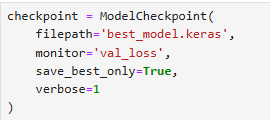 checkpoint = ModelCheckpoint(
    filepath='best_model.keras',
    monitor='val_loss',
    save_best_only=True,
    verbose=1
)